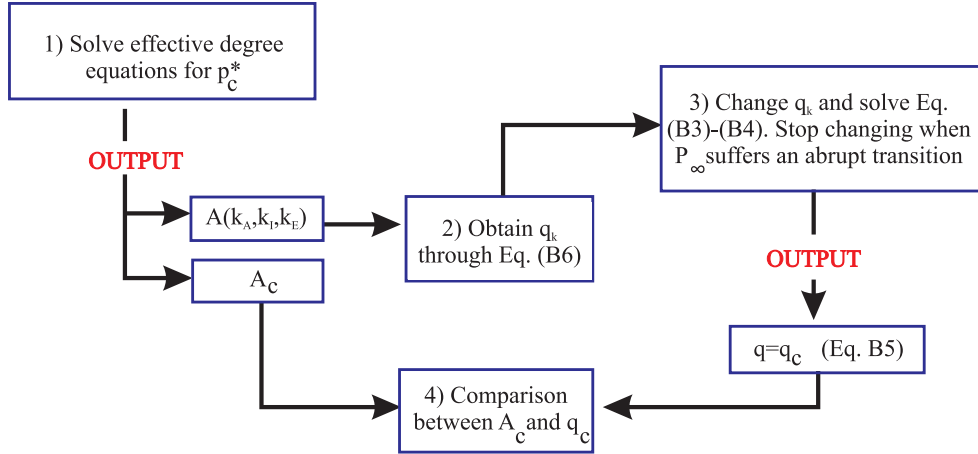 1) Solve effective degree
equations for p*c
OUTPUT
A(kA,kI,kE)
Ac
2) Obtain qk
through Eq. (B6)
3) Change qk and solve Eq.
(B3)-(B4). Stop changing when
P∞ suffers an abrupt transition
OUTPUT
q=qc (Eq. B5)
4) Comparison
between Ac and qc